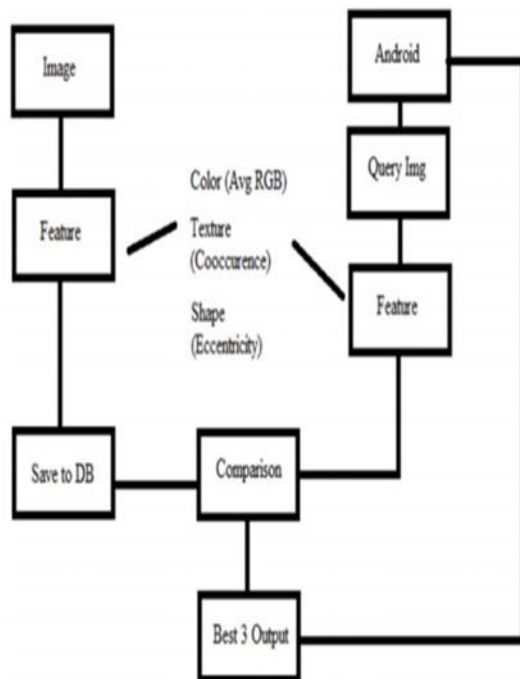 Image
Android
Query Img
Color (Avg RGB)
Feature
Texture
(Cooccurence)
Feature
Shape
(Eccentricity)
Save to DB
Comparison
Best 3 Output